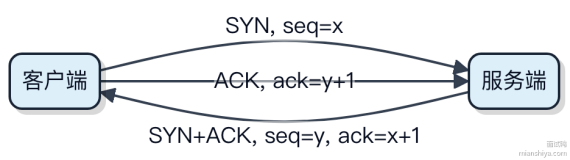 SYN, seq=x
客户端
ACK, ack=y+1
服务端
SYN+ACK, seq=y, ack=x+1
面试鸭
mianshiya.com